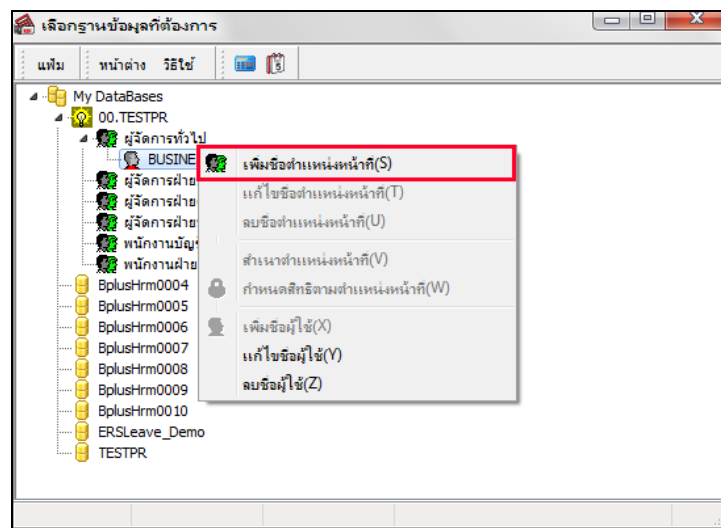 เลือกฐานข้อมูลที่ต้องการ
แฟ้ม หน้าต่าง วิธีใช้
My DataBases
00.TESTPR
ผู้จัดการทั่วไป
BUSINE
ผู้จัดการฝ่าย
ผู้จัดการฝ่าย
ผู้จัดการฝ่าย
พนักงานบัญชี
พนักงานฝ่าย
BplusHrm0004
BplusHrm0005
BplusHrm0006
BplusHrm0007
BplusHrm0008
BplusHrm0009
BplusHrm0010
ERSLeave_Demo
TESTPR
เพิ่มชื่อตำแหน่งหน้าที่(S)
แก้ไขชื่อตำแหน่งหน้าที่(T)
ลบชื่อตำแหน่งหน้าที่(U)
สำเนาตำแหน่งหน้าที่(V)
กำหนดสิทธิตามตำแหน่งหน้าที่(W)
เพิ่มชื่อผู้ใช้(X)
แก้ไขชื่อผู้ใช้(Y)
ลบชื่อผู้ใช้(Z)